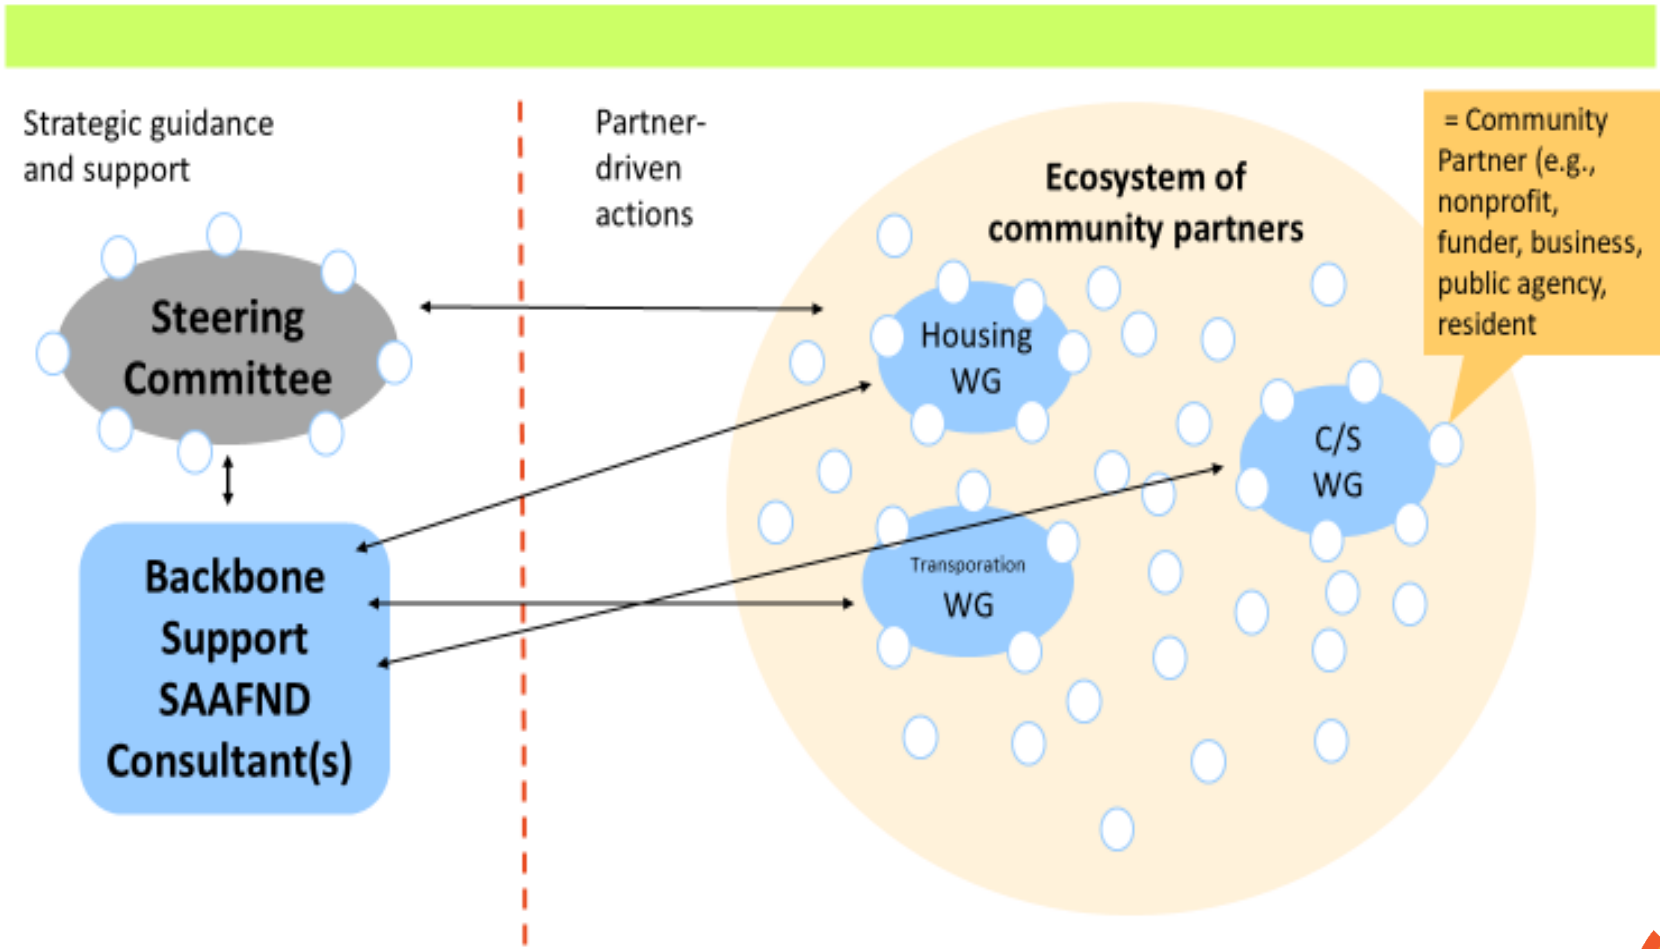 Strategic guidance
and support
Partner-
driven
actions
Ecosystem of
community partners
= Community
Partner (e.g.,
nonprofit,
funder, business,
public agency,
resident
Steering
Committee
Housing
WG
C/S
WG
Transporation
WG
Backbone
Support
SAAFND
Consultant(s)